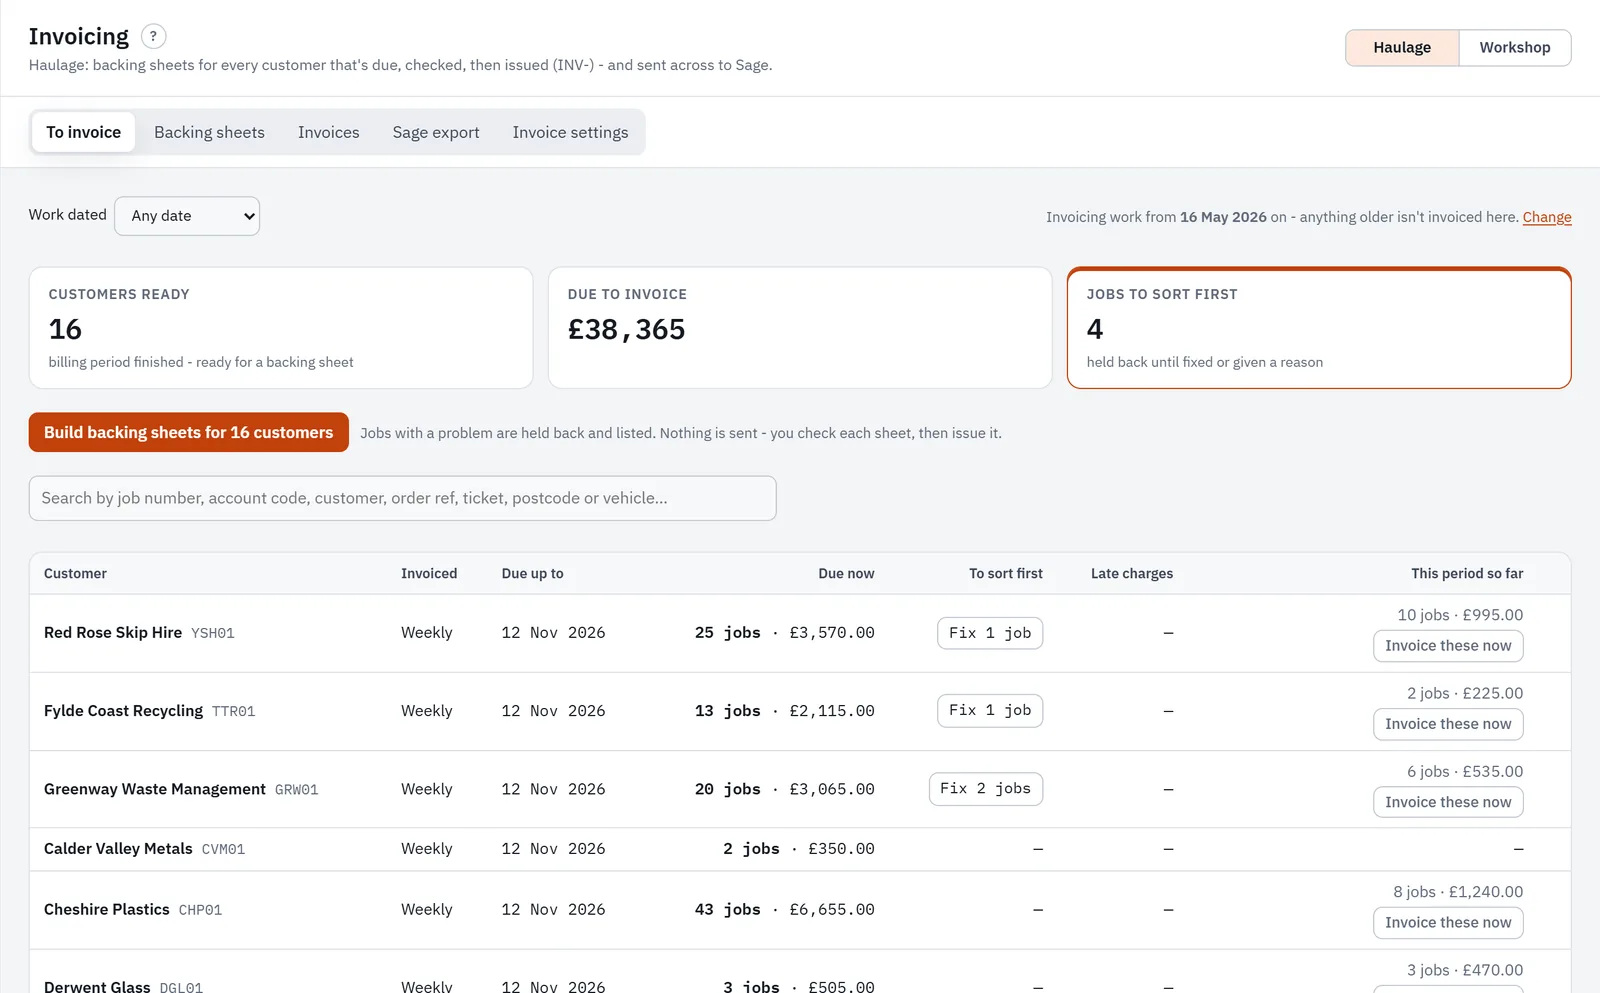 Invoicing ?
Haulage: backing sheets for every customer that's due, checked, then issued (INV-) - and sent across to Sage.
Haulage Workshop
To invoice Backing sheets Invoices Sage export Invoice settings
Work dated Any date
Invoicing work from 16 May 2026 on - anything older isn't invoiced here. Change
CUSTOMERS READY
16
billing period finished - ready for a backing sheet
DUE TO INVOICE
£38,365
JOBS TO SORT FIRST
4
held back until fixed or given a reason
Build backing sheets for 16 customers Jobs with a problem are held back and listed. Nothing is sent - you check each sheet, then issue it.
Search by job number, account code, customer, order ref, ticket, postcode or vehicle...
Customer Invoiced Due up to Due now To sort first Late charges This period so far
Red Rose Skip Hire YSH01 Weekly 12 Nov 2026 25 jobs · £3,570.00 Fix 1 job – 10 jobs · £995.00
Invoice these now
Fylde Coast Recycling TTR01 Weekly 12 Nov 2026 13 jobs · £2,115.00 Fix 1 job – 2 jobs · £225.00
Invoice these now
Greenway Waste Management GRW01 Weekly 12 Nov 2026 20 jobs · £3,065.00 Fix 2 jobs – 6 jobs · £535.00
Invoice these now
Calder Valley Metals CVM01 Weekly 12 Nov 2026 2 jobs · £350.00 – – –
Cheshire Plastics CHP01 Weekly 12 Nov 2026 43 jobs · £6,655.00 – – 8 jobs · £1,240.00
Invoice these now
Derwent Glass DGL01 Weekly 12 Nov 2026 3 jobs · £505.00 – – 3 jobs · £470.00